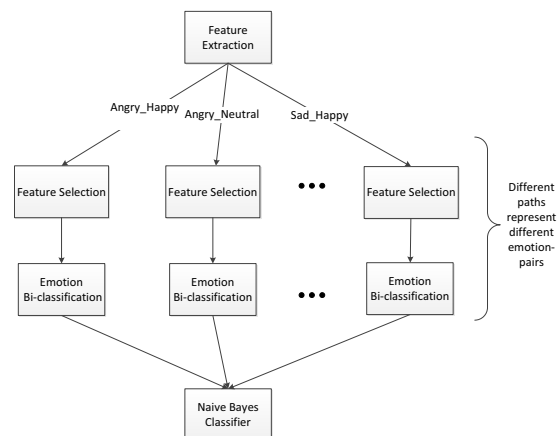 Feature
Extraction
Angry_Happy
Angry_Neutral
Sad_Happy
Feature Selection
Feature Selection
•••
Feature Selection
Different
paths
represent
different
emotion-
pairs
Emotion
Bi-classification
Emotion
Bi-classification
•••
Emotion
Bi-classification
Naive Bayes
Classifier